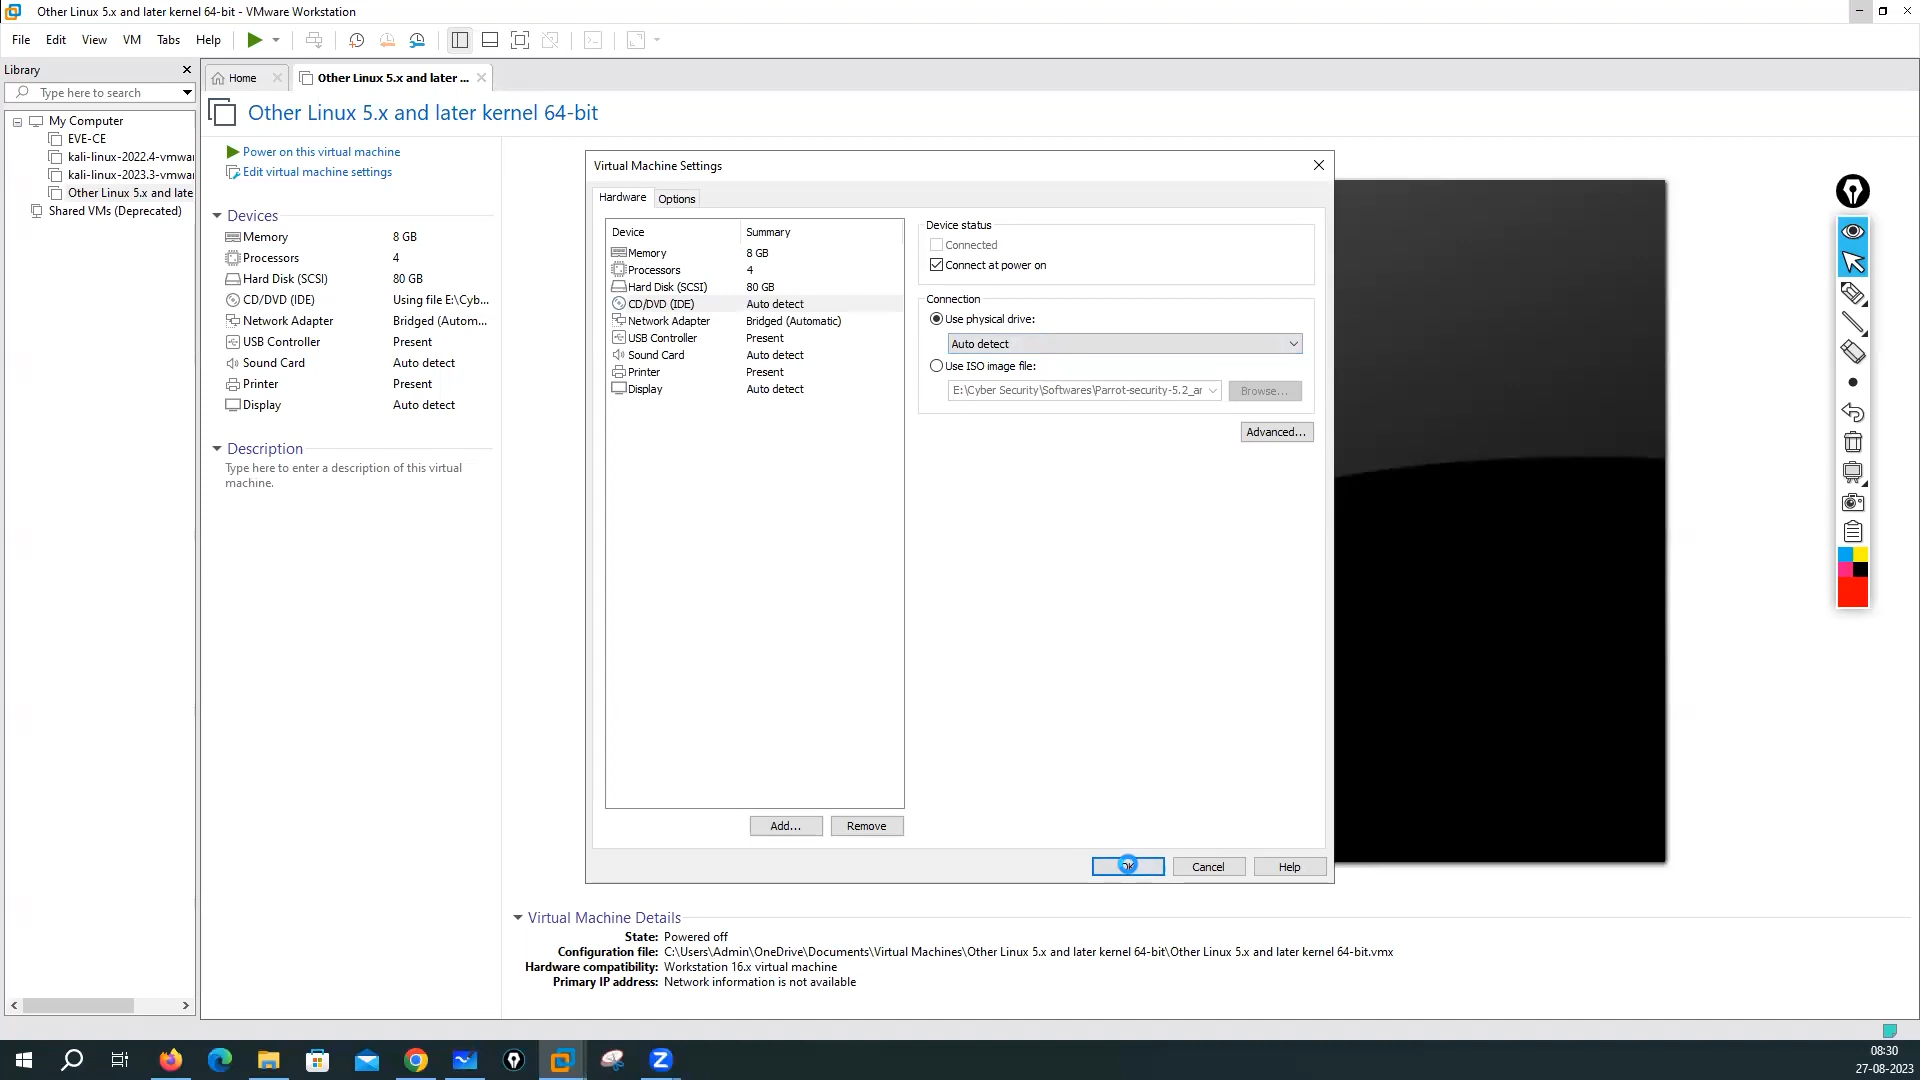 Other Linux 5.x and later kernel 64-bit - VMware Workstation
File Edit View VM Tabs Help
Library
Type here to search
My Computer
EVE-CE
kali-linux-2022.4-vmwar
kali-linux-2023.3-vmwar
Other Linux 5.x and late
Shared VMs (Deprecated)
Home
Other Linux 5.x and later ...
Other Linux 5.x and later kernel 64-bit
Power on this virtual machine
Edit virtual machine settings
Devices
Memory 8 GB
Processors 4
Hard Disk (SCSI) 80 GB
CD/DVD (IDE) Using file E:\Cyb...
Network Adapter Bridged (Autom...
USB Controller Present
Sound Card Auto detect
Printer Present
Display Auto detect
Description
Type here to enter a description of this virtual
machine.
Virtual Machine Settings
Hardware Options
Device Summary
Memory 8 GB
Processors 4
Hard Disk (SCSI) 80 GB
CD/DVD (IDE) Auto detect
Network Adapter Bridged (Automatic)
USB Controller Present
Sound Card Auto detect
Printer Present
Display Auto detect
Add... Remove
Device status
Connected
Connect at power on
Connection
Use physical drive:
Auto detect
Use ISO image file:
E:\Cyber Security\Softwares\Parrot-security-5.2_ar
Browse...
Advanced...
OK Cancel Help
Virtual Machine Details
State: Powered off
Configuration file: C:\Users\Admin\OneDrive\Documents\Virtual Machines\Other Linux 5.x and later kernel 64-bit\Other Linux 5.x and later kernel 64-bit.vmx
Hardware compatibility: Workstation 16.x virtual machine
Primary IP address: Network information is not available
08:30
27-08-2023